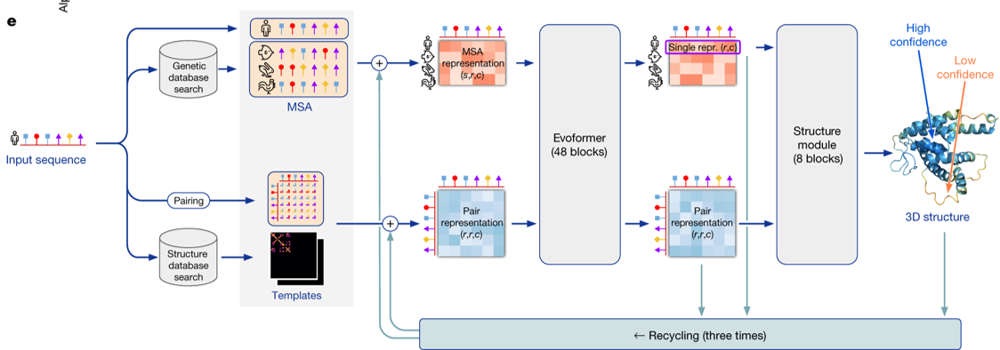 e
High
confidence
Low
confidence
Genetic
database
search
MSA
MSA
representation
(s,r,c)
Single repr. (r,c)
Evoformer
(48 blocks)
Structure
module
(8 blocks)
Input sequence
Pairing
Pair
representation
(r,r,c)
Pair
representation
(r,r,c)
3D structure
Structure
database
search
Templates
← Recycling (three times)